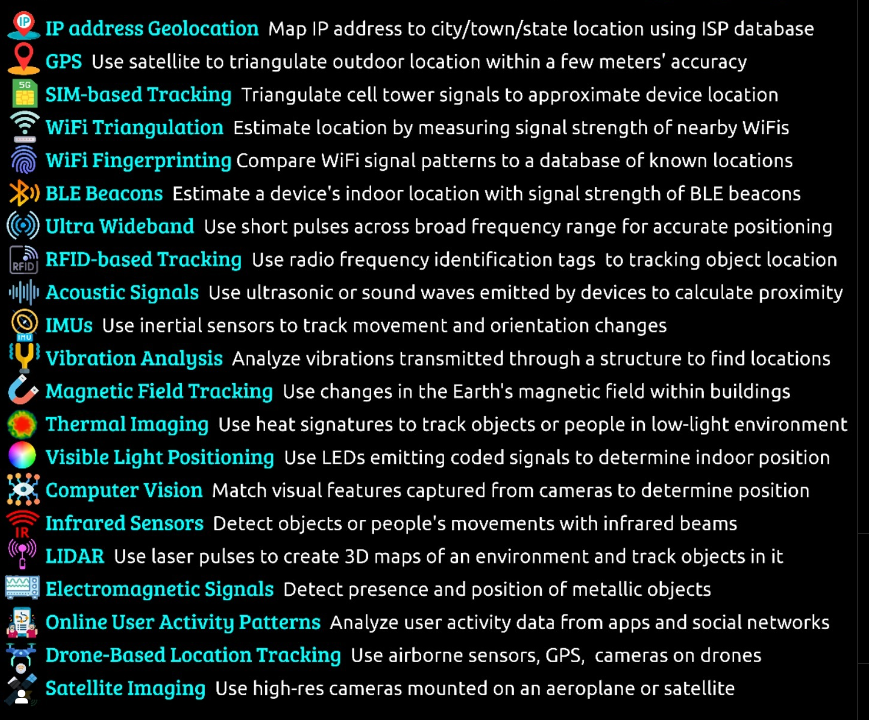 IP address Geolocation Map IP address to city/town/state location using ISP database
GPS Use satellite to triangulate outdoor location within a few meters' accuracy
5G
SIM-based Tracking Triangulate cell tower signals to approximate device location
WiFi Triangulation Estimate location by measuring signal strength of nearby WiFis
WiFi Fingerprinting Compare WiFi signal patterns to a database of known locations
BLE Beacons Estimate a device's indoor location with signal strength of BLE beacons
Ultra Wideband Use short pulses across broad frequency range for accurate positioning
RFID RFID-based Tracking Use radio frequency identification tags to tracking object location
Acoustic Signals Use ultrasonic or sound waves emitted by devices to calculate proximity
IMUs Use inertial sensors to track movement and orientation changes
IMU
Vibration Analysis Analyze vibrations transmitted through a structure to find locations
Magnetic Field Tracking Use changes in the Earth's magnetic field within buildings
Thermal Imaging Use heat signatures to track objects or people in low-light environment
Visible Light Positioning Use LEDs emitting coded signals to determine indoor position
Computer Vision Match visual features captured from cameras to determine position
Infrared Sensors Detect objects or people's movements with infrared beams
IR
LIDAR Use laser pulses to create 3D maps of an environment and track objects in it
Electromagnetic Signals Detect presence and position of metallic objects
Online User Activity Patterns Analyze user activity data from apps and social networks
Drone-Based Location Tracking Use airborne sensors, GPS, cameras on drones
Satellite Imaging Use high-res cameras mounted on an aeroplane or satellite